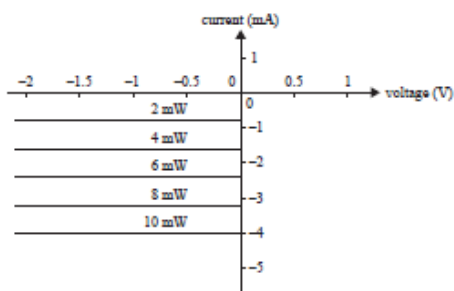 current (mA)
1
–2 –1.5 –1 –0.5 0 0.5 1 voltage (V)
0
2 mW
–1
4 mW
–2
6 mW
8 mW
–3
10 mW
–4
–5